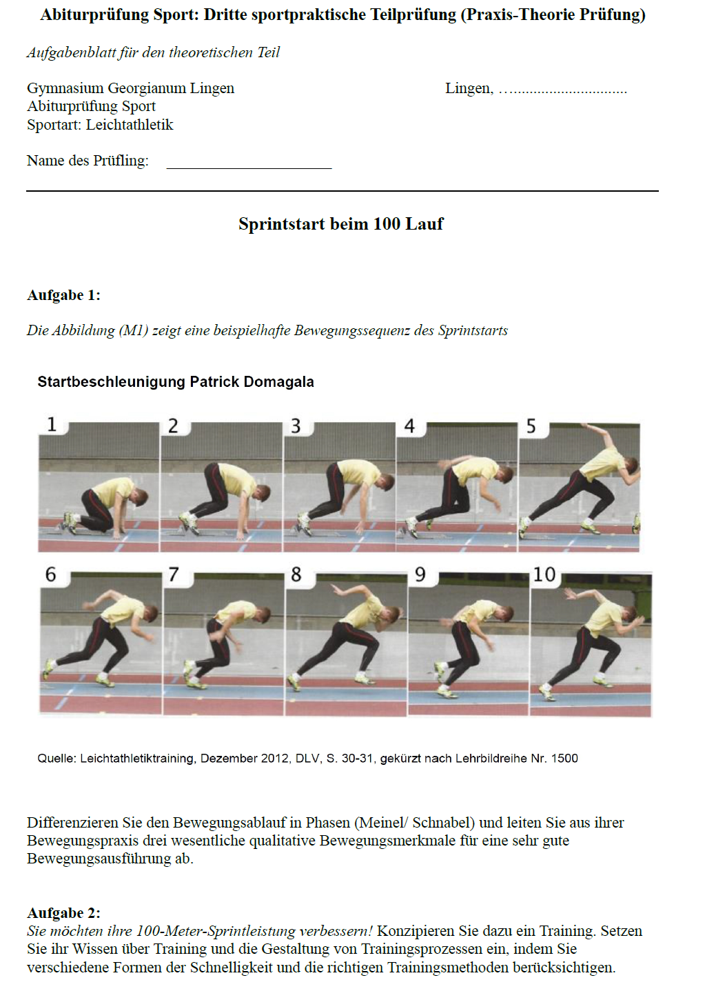 Abiturprüfung Sport: Dritte sportpraktische Teilprüfung (Praxis-Theorie Prüfung)
Aufgabenblatt für den theoretischen Teil
Gymnasium Georgianum Lingen
Lingen, ….............................
Abiturprüfung Sport
Sportart: Leichtathletik
Name des Prüfling: ______________________
Sprintstart beim 100 Lauf
Aufgabe 1:
Die Abbildung (M1) zeigt eine beispielhafte Bewegungssequenz des Sprintstarts
Startbeschleunigung Patrick Domagala
1 2 3 4 5
6 7 8 9 10
Quelle: Leichtathletiktraining, Dezember 2012, DLV, S. 30-31, gekürzt nach Lehrbildreihe Nr. 1500
Differenzieren Sie den Bewegungsablauf in Phasen (Meinel/ Schnabel) und leiten Sie aus ihrer
Bewegungspraxis drei wesentliche qualitative Bewegungsmerkmale für eine sehr gute
Bewegungsausführung ab.
Aufgabe 2:
Sie möchten ihre 100-Meter-Sprintleistung verbessern! Konzipieren Sie dazu ein Training. Setzen
Sie ihr Wissen über Training und die Gestaltung von Trainingsprozessen ein, indem Sie
verschiedene Formen der Schnelligkeit und die richtigen Trainingsmethoden berücksichtigen.